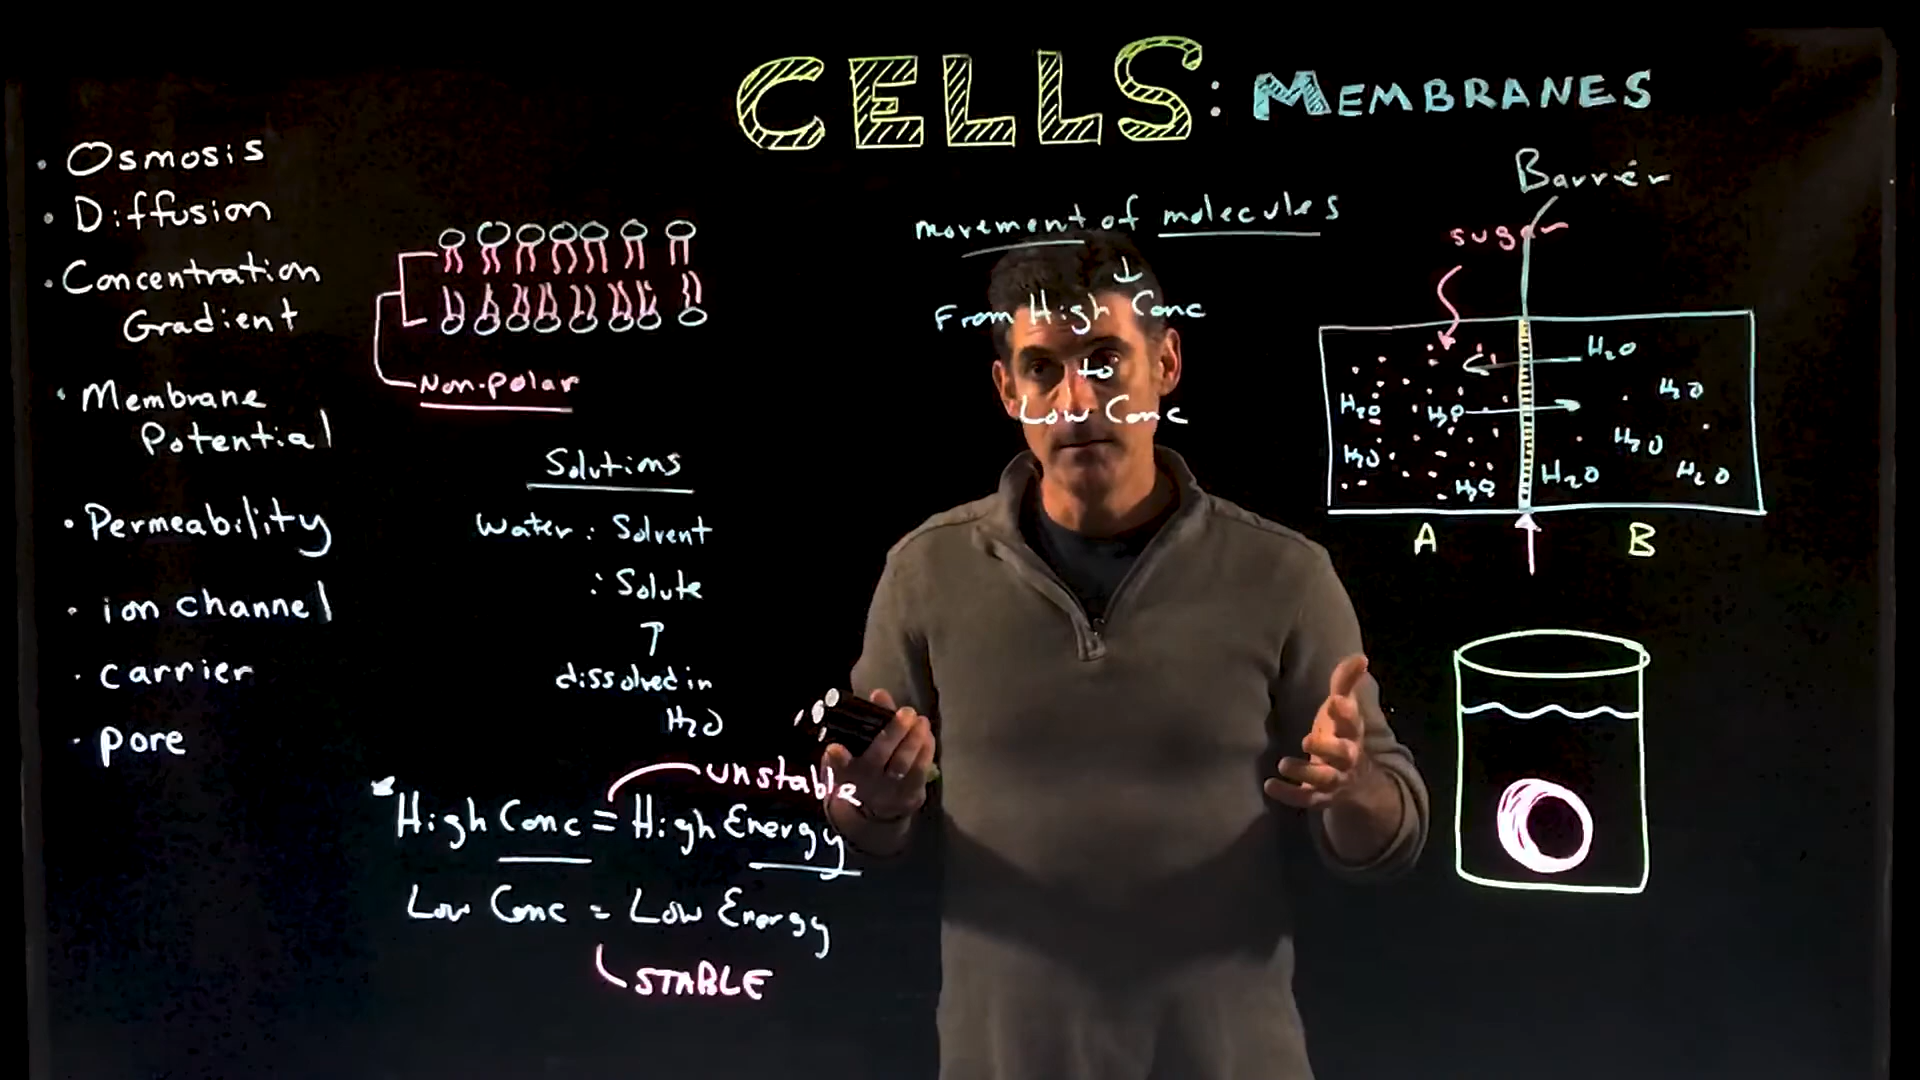 CELLS: MEMBRANES
• Osmosis
• Diffusion
• Concentration
Gradient
• Membrane
Potential
• Permeability
• ion channel
• carrier
• pore
Non-polar
Solutions
Water : Solvent
: Solute
↑
dissolved in
H2O
unstable
High Conc = High Energy
Low Conc = Low Energy
STABLE
movement of molecules
↓
From High Conc
to
Low Conc
Barrier
sugar
H2O
H2O
H2O H2O
H2O
H2O
H2O H2O H2O
A B